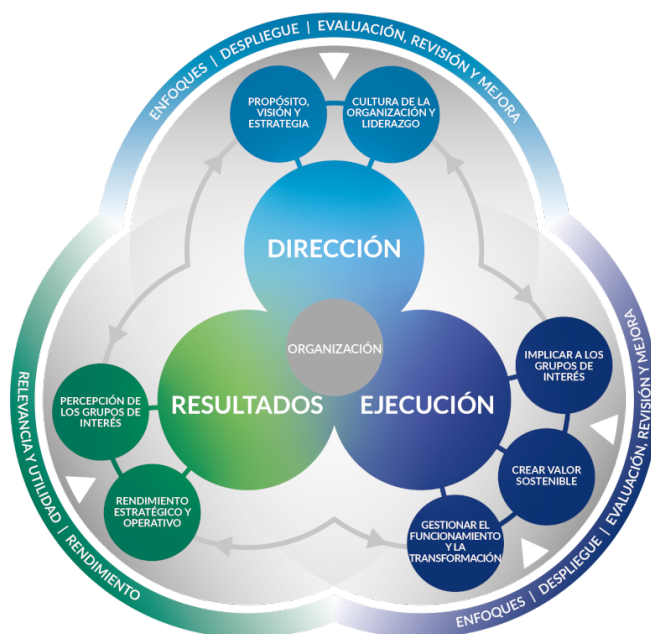 ENFOQUES | DESPLIEGUE | EVALUACIÓN, REVISIÓN Y MEJORA
PROPÓSITO,
VISIÓN Y
ESTRATEGIA
CULTURA DE LA
ORGANIZACIÓN Y
LIDERAZGO
DIRECCIÓN
ORGANIZACIÓN
RESULTADOS
EJECUCIÓN
IMPLICAR A LOS
GRUPOS DE
INTERÉS
CREAR VALOR
SOSTENIBLE
GESTIONAR EL
FUNCIONAMIENTO
Y LA
TRANSFORMACIÓN
ENFOQUES | DESPLIEGUE | EVALUACIÓN, REVISIÓN Y MEJORA
PERCEPCIÓN DE
LOS GRUPOS DE
INTERÉS
RENDIMIENTO
ESTRATÉGICO Y
OPERATIVO
RELEVANCIA Y UTILIDAD | RENDIMIENTO